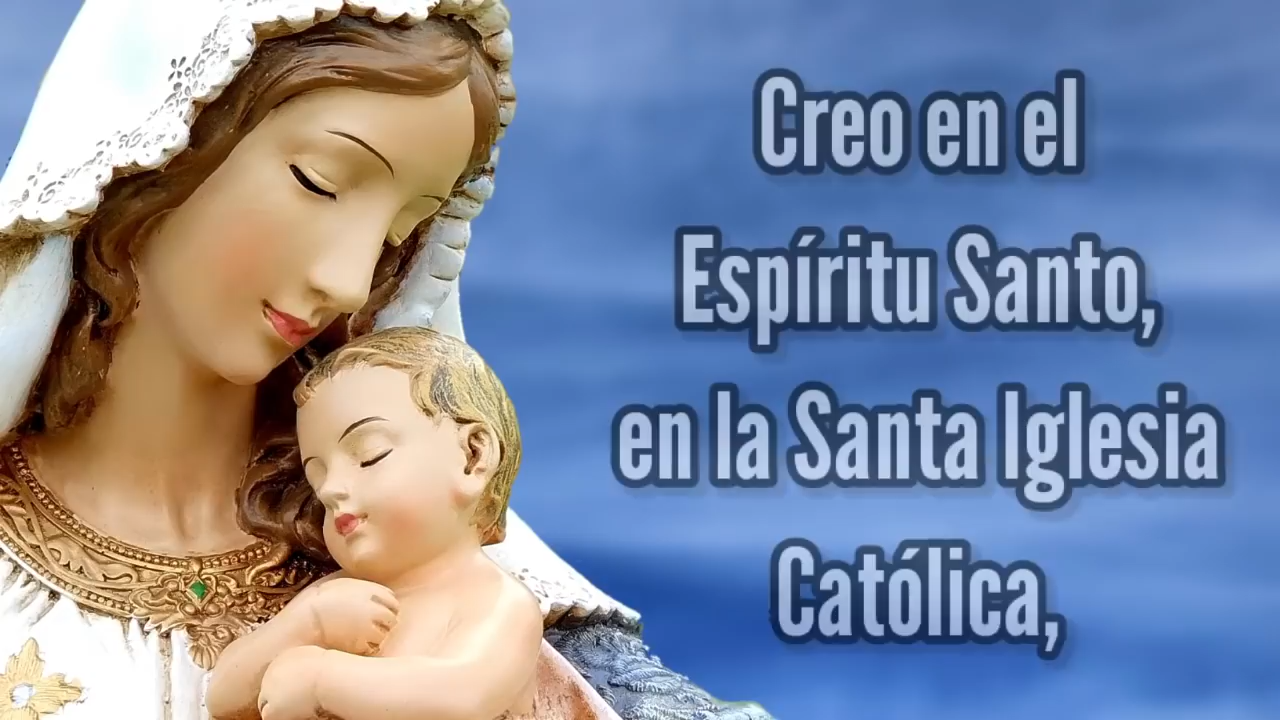 Creo en el
Espíritu Santo,
en la Santa Iglesia
Católica,